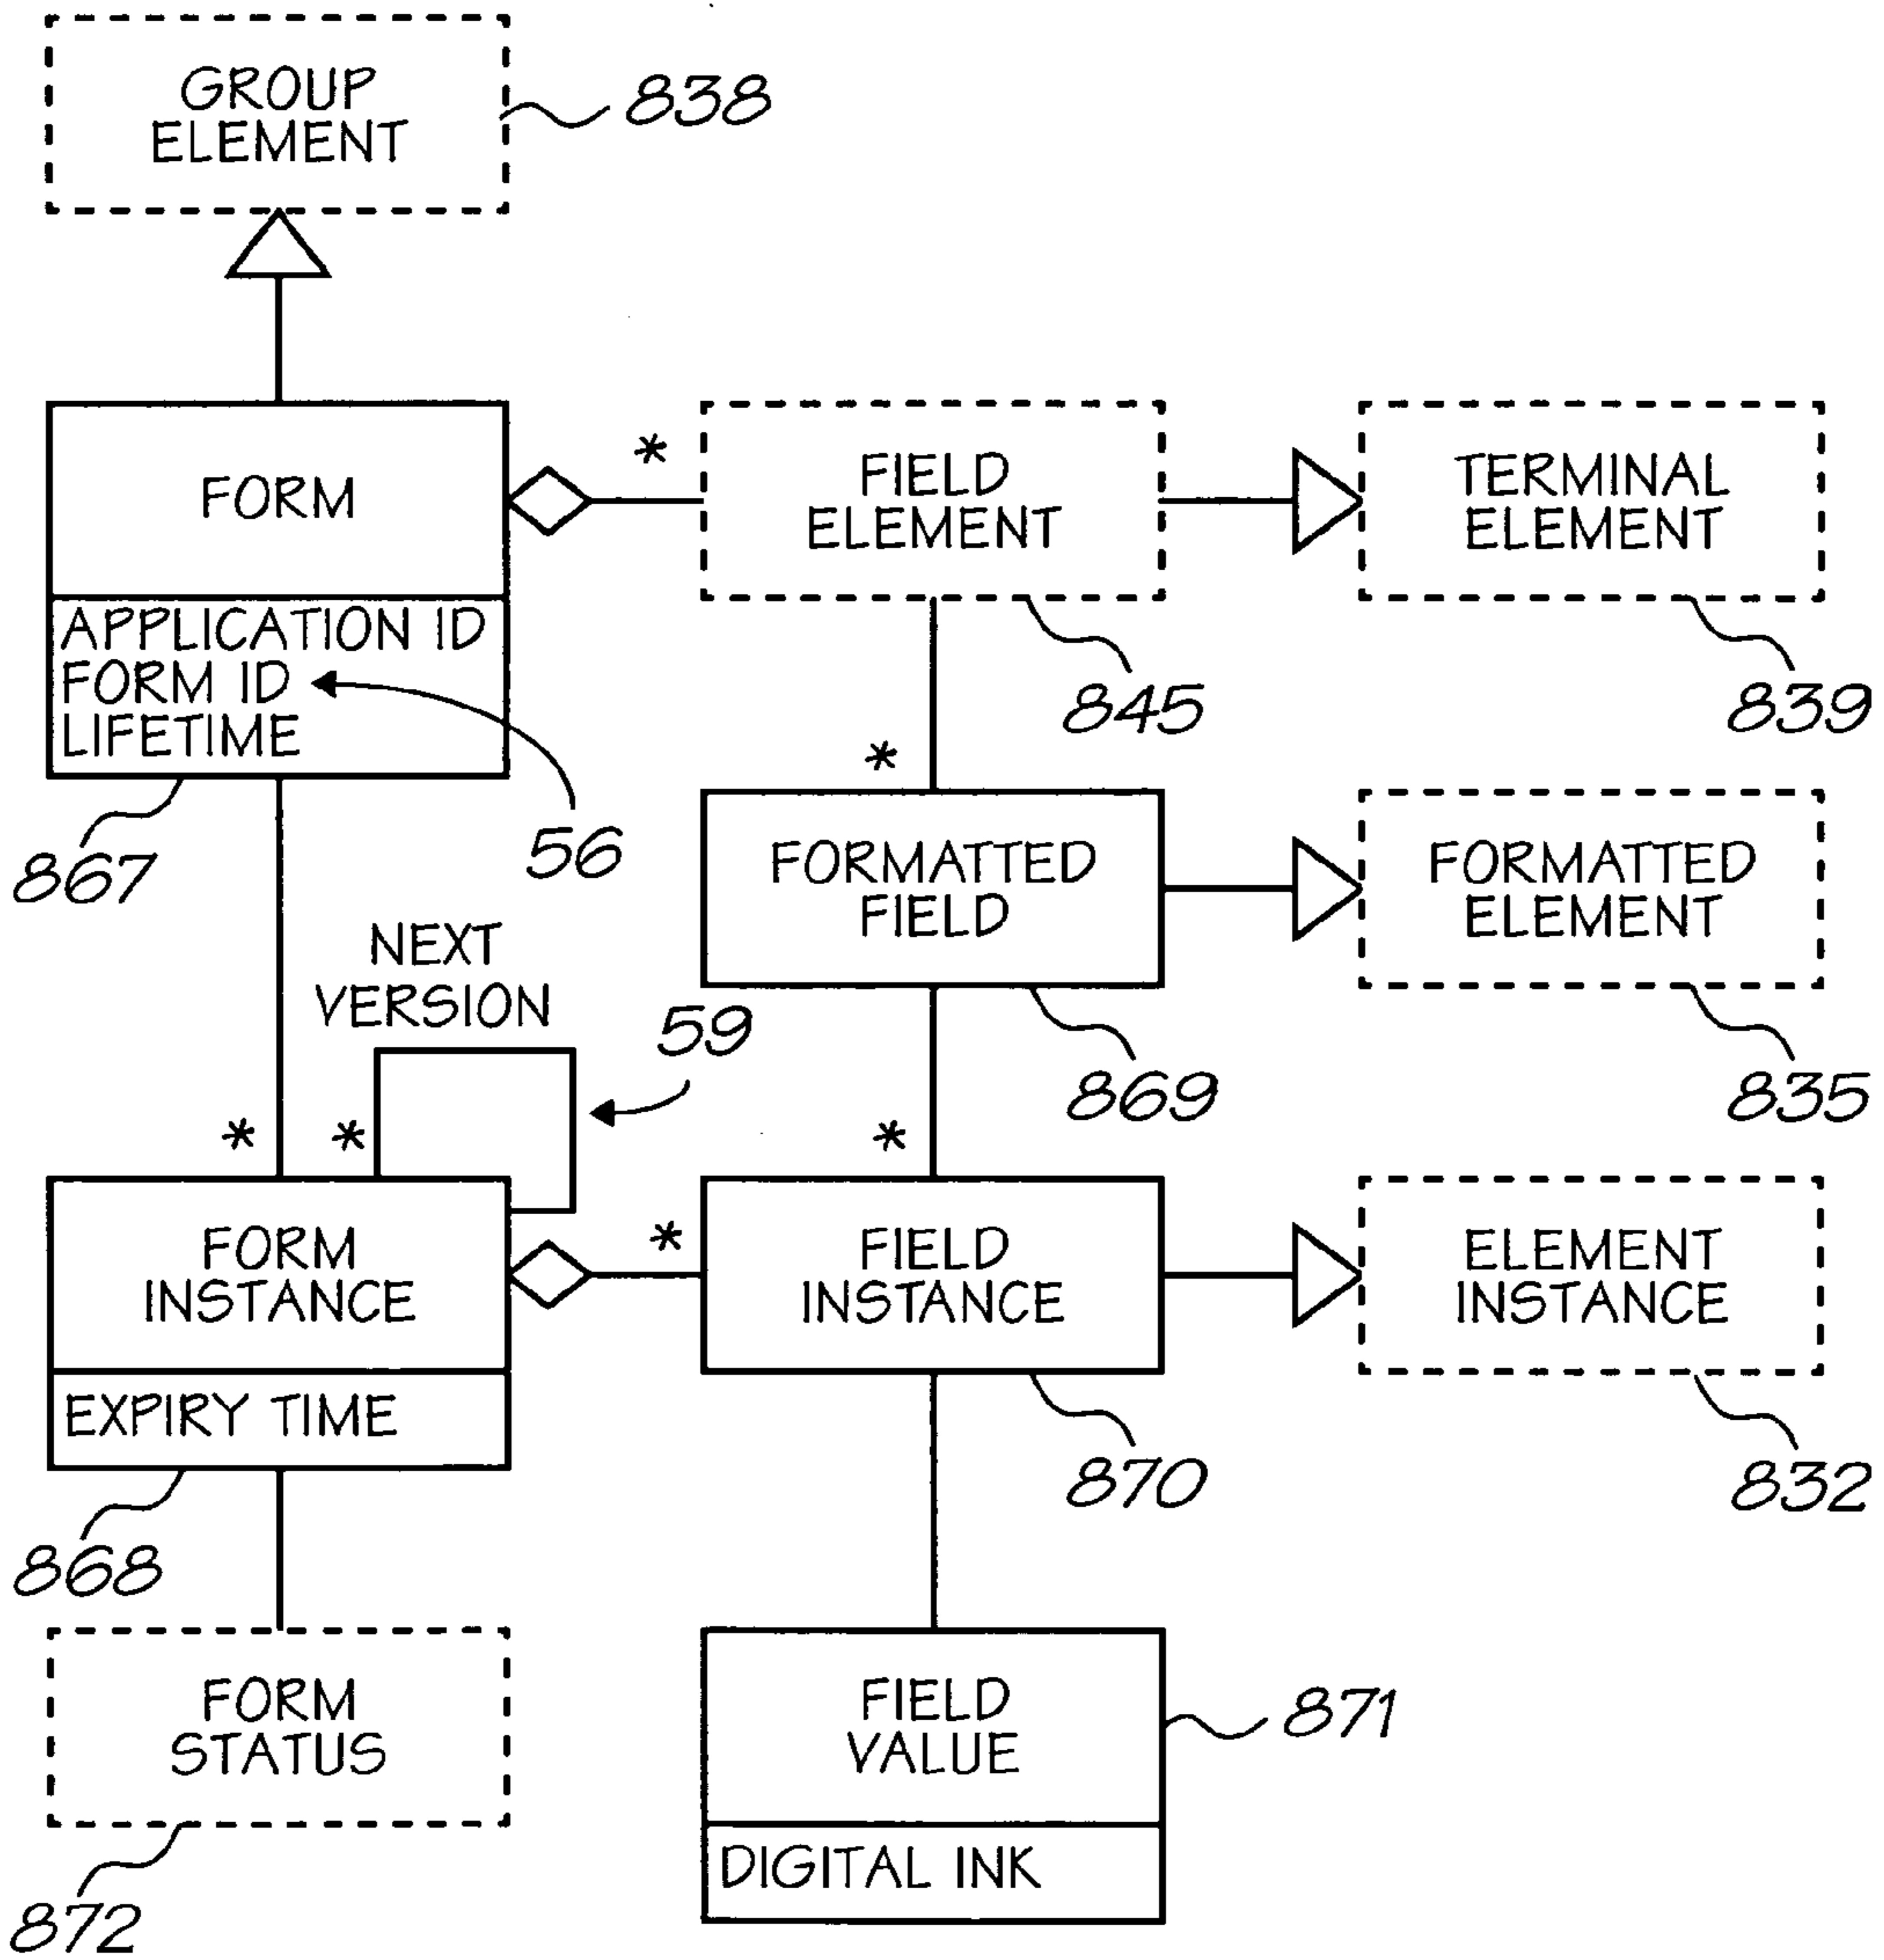 GROUP
ELEMENT
838
FORM
*
FIELD
ELEMENT
TERMINAL
ELEMENT
APPLICATION ID
FORM ID
LIFETIME
56
867
845
839
*
FORMATTED
FIELD
FORMATTED
ELEMENT
869
835
NEXT
VERSION
59
*
*
*
FORM
INSTANCE
*
FIELD
INSTANCE
ELEMENT
INSTANCE
EXPIRY TIME
868
870
832
FORM
STATUS
872
FIELD
VALUE
871
DIGITAL INK